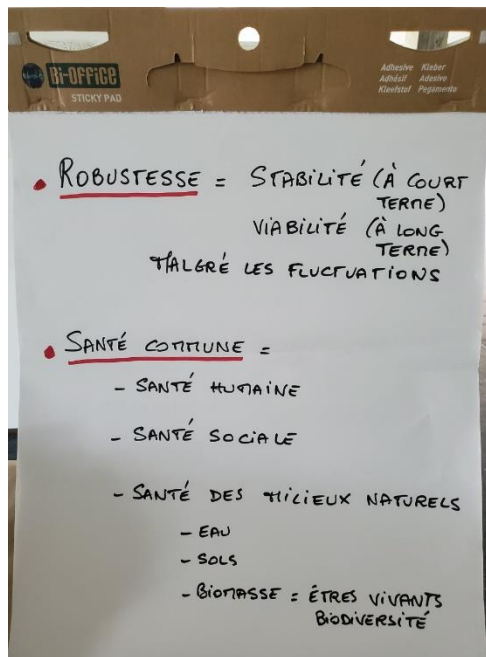 Bi-OFFiCE
STICKY PAD
Adhesive Kleber
Adhésif Adesivo
Kleefstof Pegamento
• ROBUSTESSE = STABILITÉ (À COURT
TERME)
VIABILITÉ (À LONG
TERME)
MALGRÉ LES FLUCTUATIONS
• SANTÉ COMMUNE =
- SANTÉ HUMAINE
- SANTÉ SOCIALE
- SANTÉ DES MILIEUX NATURELS
- EAU
- SOLS
- BIOMASSE = ÊTRES VIVANTS
BIODIVERSITÉ